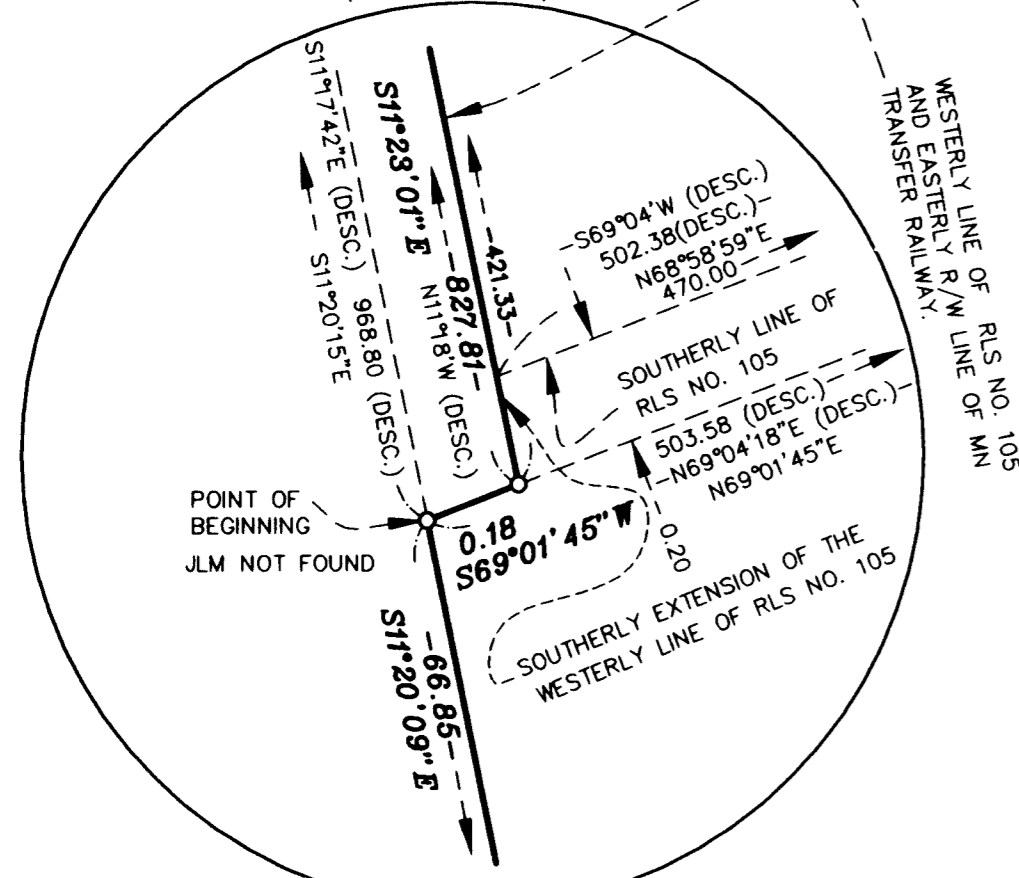 S11°17'42"E (DESC.) 968.80 (DESC.)
S11°20'15"E
S11°23'01"E
-827.81-
N11°18'W (DESC.)
-421.33-
-S69°04'W (DESC.)
502.38(DESC.)-
N68°58'59"E
470.00
WESTERLY LINE OF RLS NO. 105
AND EASTERLY R/W LINE OF MN
TRANSFER RAILWAY.
SOUTHERLY LINE OF
RLS NO. 105
503.58 (DESC.)-
-N69°04'18"E (DESC.)-
N69°01'45"E
POINT OF
BEGINNING
JLM NOT FOUND
0.18
S69°01'45" W
0.20
SOUTHERLY EXTENSION OF THE
WESTERLY LINE OF RLS NO. 105
-66.85-
S11°20'09" E